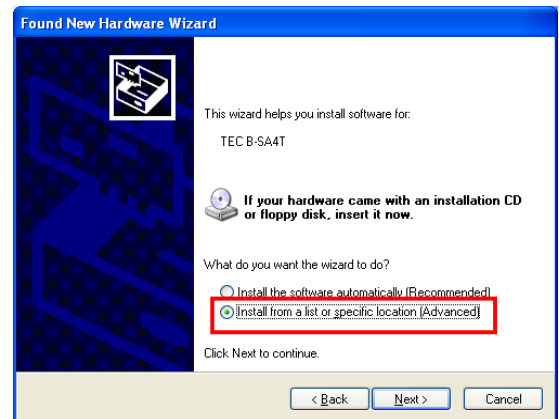 Found New Hardware Wizard
This wizard helps you install software for:
TEC B-SA4T
If your hardware came with an installation CD
or floppy disk, insert it now.
What do you want the wizard to do?
Install the software automatically (Recommended)
Install from a list or specific location (Advanced)
Click Next to continue.
< Back Next > Cancel